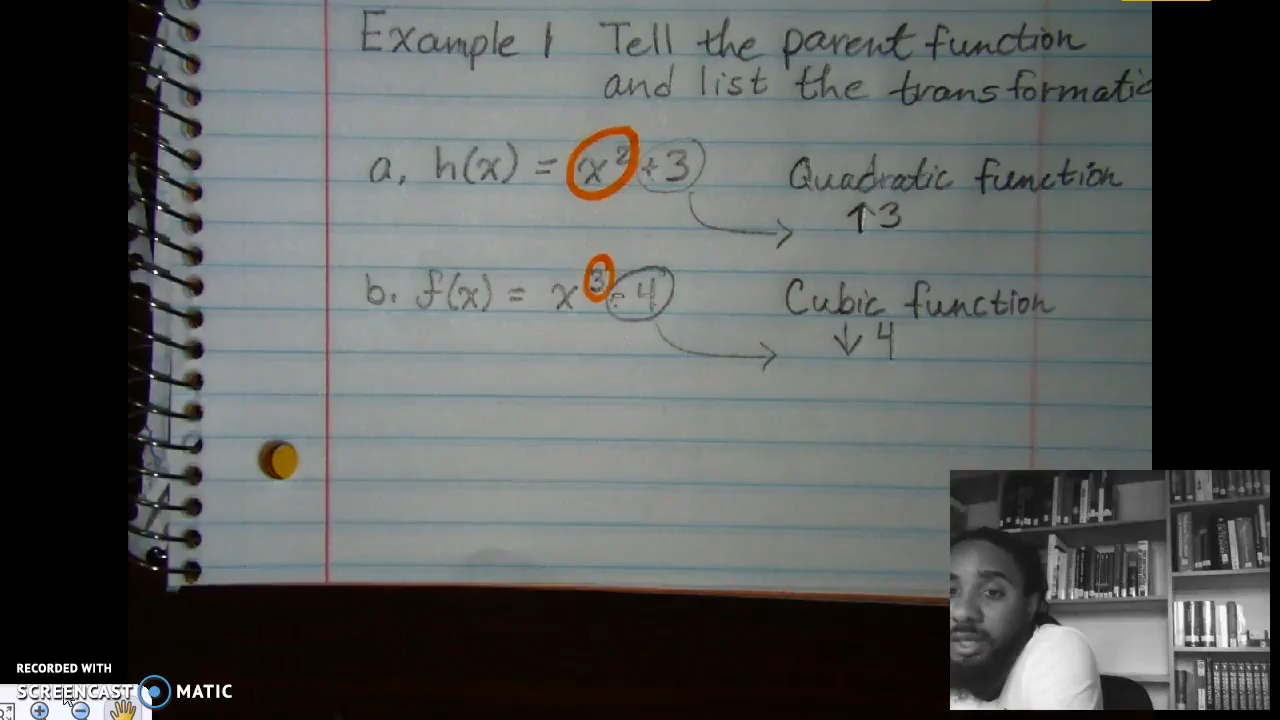 Example 1 Tell the parent function
and list the transformatio
a. h(x) = x² + 3 Quadratic function
↑3
b. f(x) = x³ - 4 Cubic function
↓ 4
RECORDED WITH
SCREENCAST MATIC